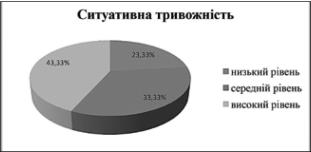 Ситуативна тривожність
23,33%
43,33%
33,33%
низький рівень
середній рівень
високий рівень